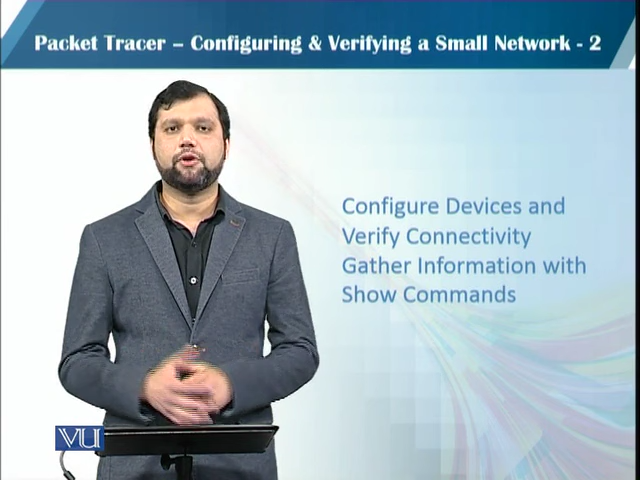 Packet Tracer – Configuring & Verifying a Small Network - 2
Configure Devices and
Verify Connectivity
Gather Information with
Show Commands
VU